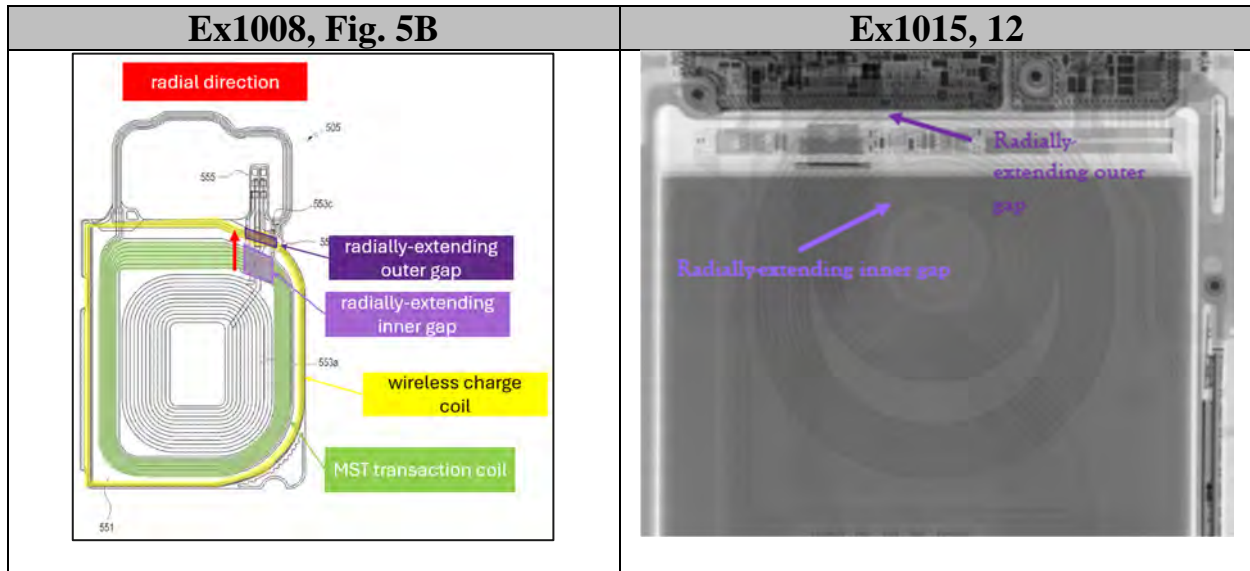 Ex1008, Fig. 5B
Ex1015, 12
radial direction
505
555
553c
radially-extending
outer gap
radially-extending
inner gap
553a
wireless charge
coil
MST transaction coil
551
Radially-
extending outer
gap
Radially-extending inner gap